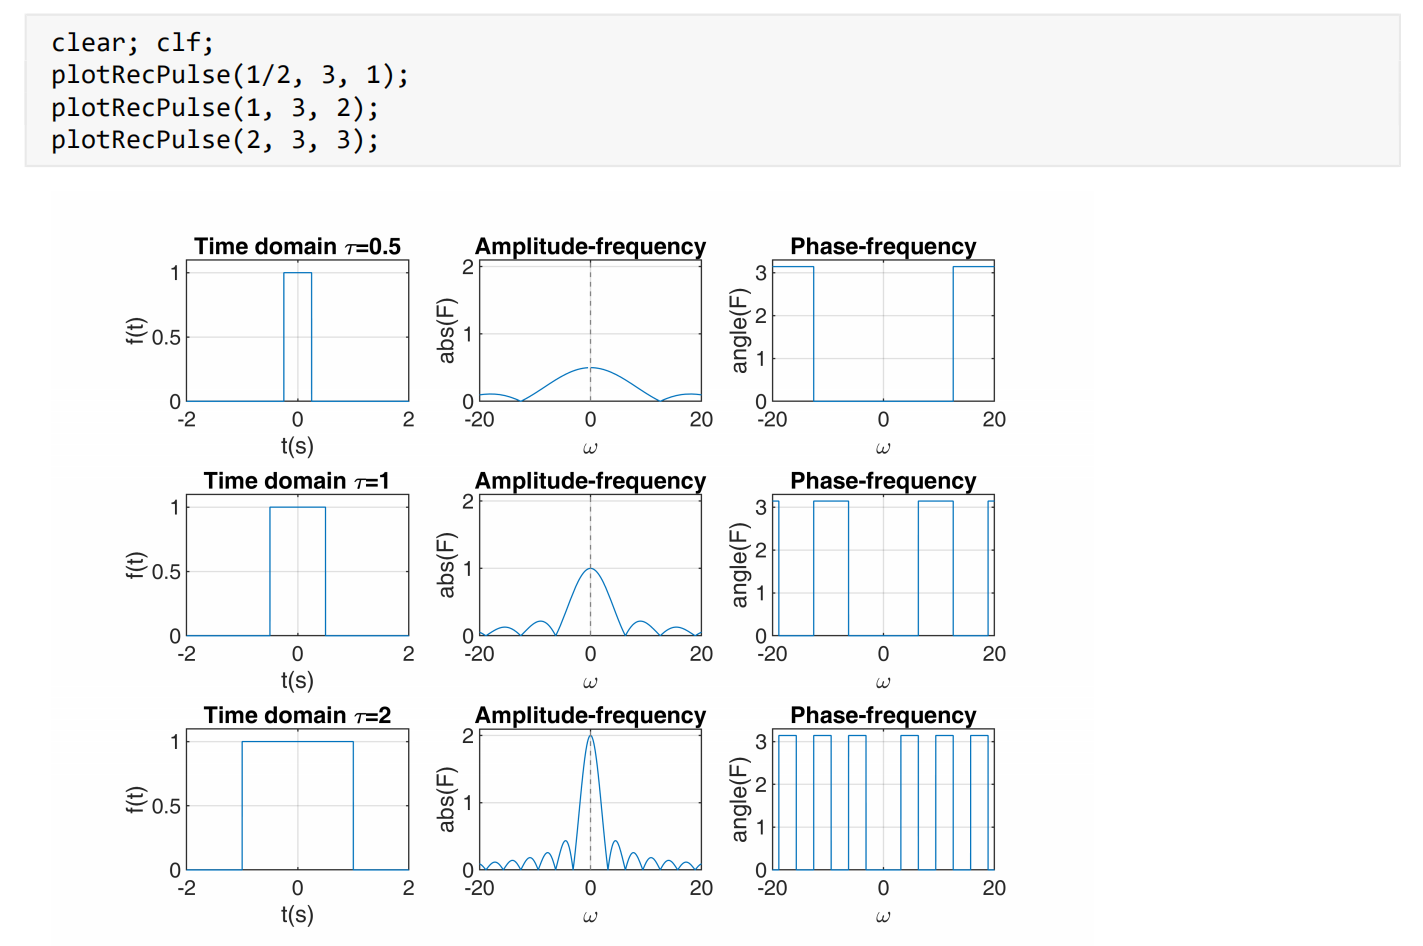 clear; clf;
plotRecPulse(1/2, 3, 1);
plotRecPulse(1, 3, 2);
plotRecPulse(2, 3, 3);
Time domain τ=0.5
f(t)
1
0.5
0
-2 0 2
t(s)
Amplitude-frequency
abs(F)
2
1
0
-20 0 20
ω
Phase-frequency
angle(F)
3
2
1
0
-20 0 20
ω
Time domain τ=1
f(t)
1
0.5
0
-2 0 2
t(s)
Amplitude-frequency
abs(F)
2
1
0
-20 0 20
ω
Phase-frequency
angle(F)
3
2
1
0
-20 0 20
ω
Time domain τ=2
f(t)
1
0.5
0
-2 0 2
t(s)
Amplitude-frequency
abs(F)
2
1
0
-20 0 20
ω
Phase-frequency
angle(F)
3
2
1
0
-20 0 20
ω